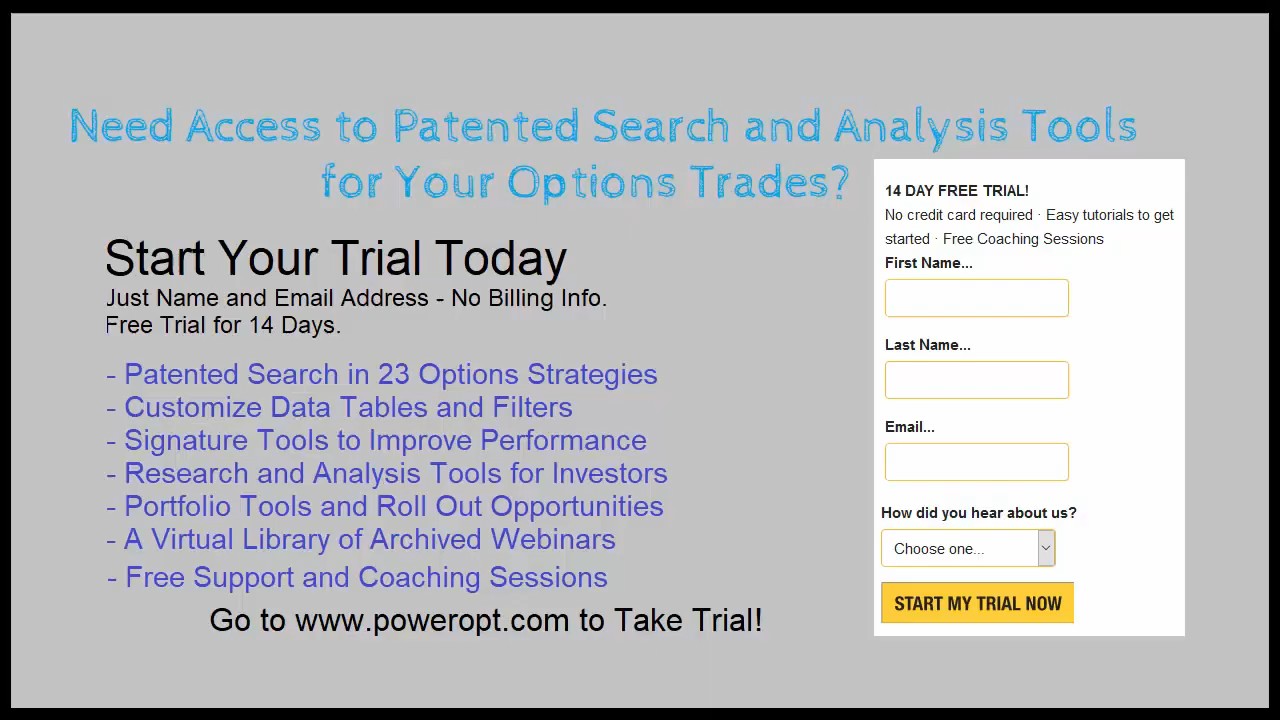 Need Access to Patented Search and Analysis Tools
for Your Options Trades?
Start Your Trial Today
Just Name and Email Address - No Billing Info.
Free Trial for 14 Days.
- Patented Search in 23 Options Strategies
- Customize Data Tables and Filters
- Signature Tools to Improve Performance
- Research and Analysis Tools for Investors
- Portfolio Tools and Roll Out Opportunities
- A Virtual Library of Archived Webinars
- Free Support and Coaching Sessions
Go to www.poweropt.com to Take Trial!
14 DAY FREE TRIAL!
No credit card required · Easy tutorials to get
started · Free Coaching Sessions
First Name...
Last Name...
Email...
How did you hear about us?
Choose one...
START MY TRIAL NOW